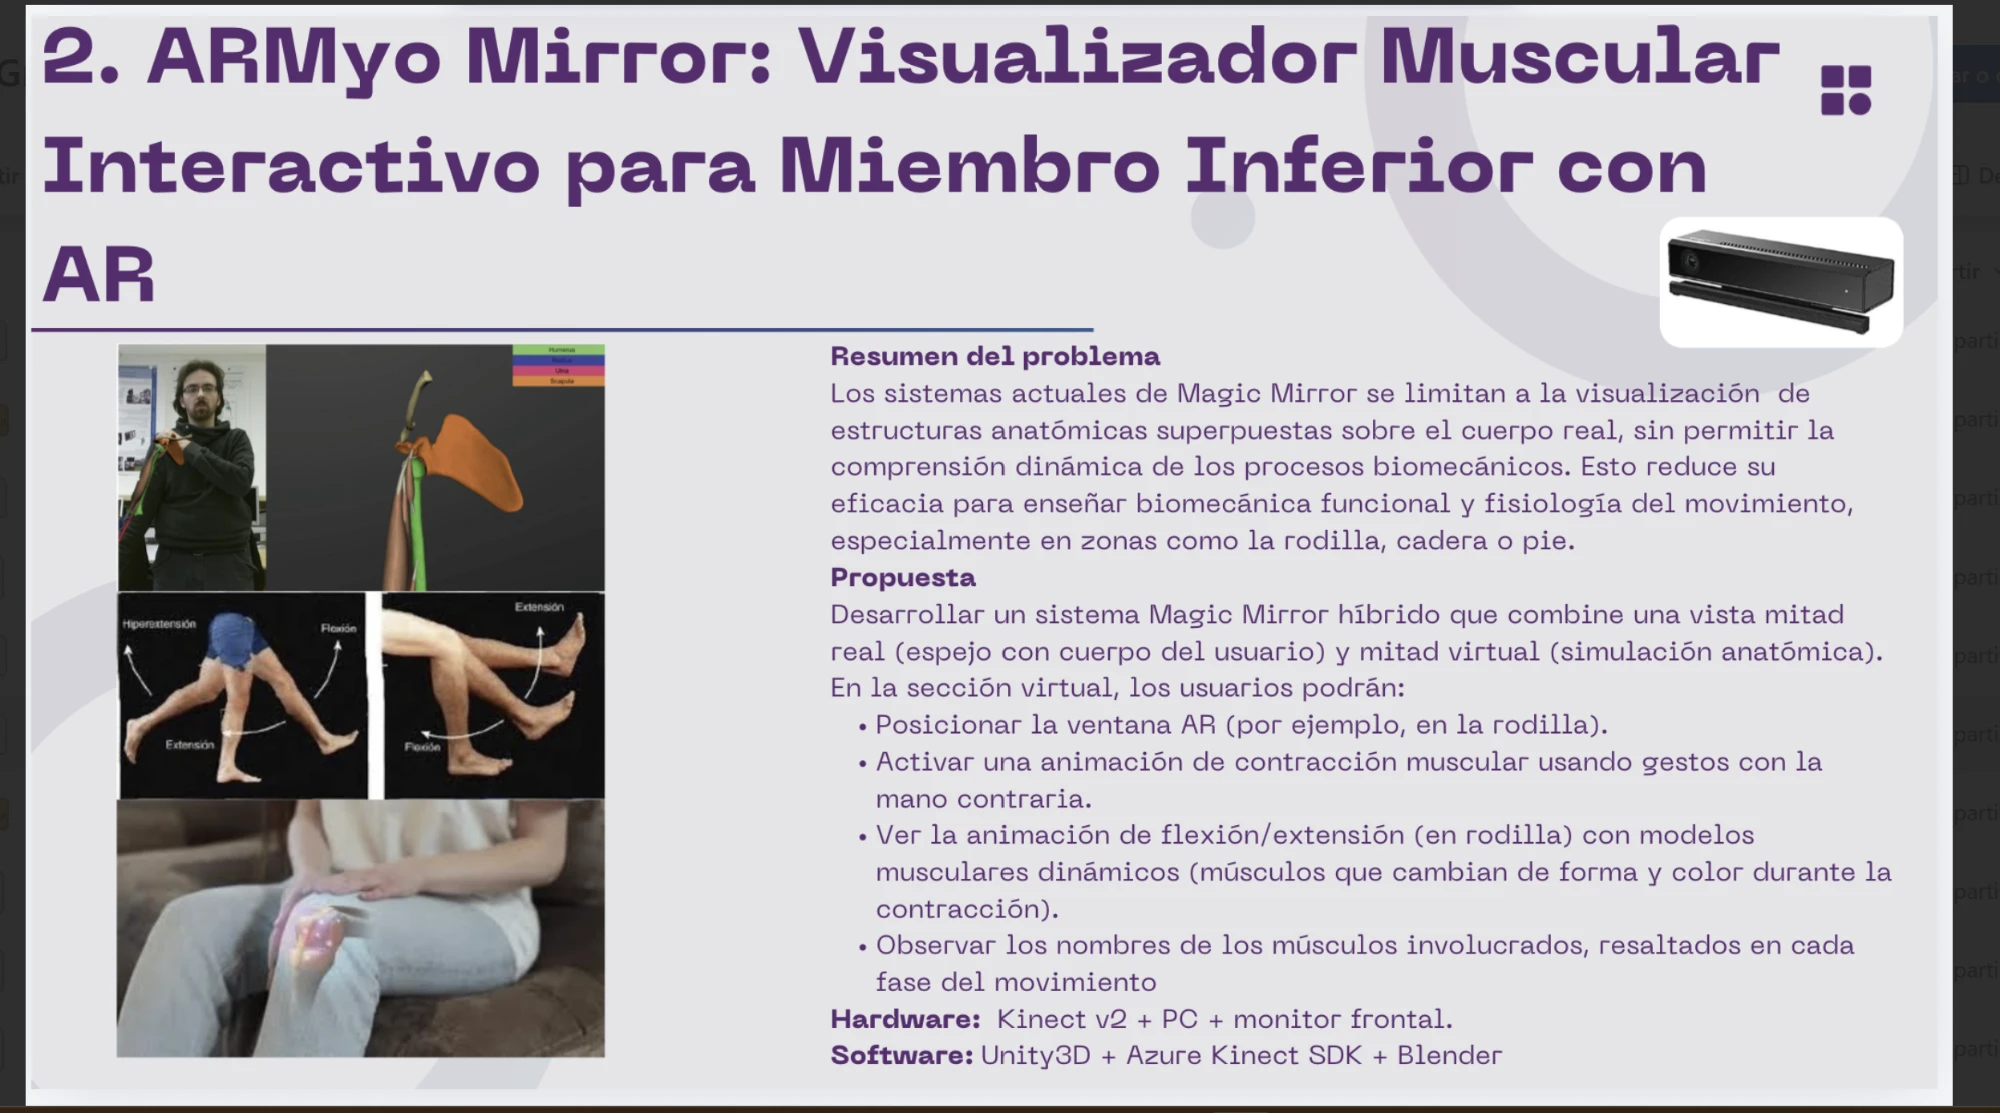 2. ARMyo Mirror: Visualizador Muscular
Interactivo para Miembro Inferior con
AR
Humerus
Radius
Ulna
Scapula
Hiperextensión
Flexión
Extensión
Extensión
Flexión
Resumen del problema
Los sistemas actuales de Magic Mirror se limitan a la visualización de
estructuras anatómicas superpuestas sobre el cuerpo real, sin permitir la
comprensión dinámica de los procesos biomecánicos. Esto reduce su
eficacia para enseñar biomecánica funcional y fisiología del movimiento,
especialmente en zonas como la rodilla, cadera o pie.
Propuesta
Desarrollar un sistema Magic Mirror híbrido que combine una vista mitad
real (espejo con cuerpo del usuario) y mitad virtual (simulación anatómica).
En la sección virtual, los usuarios podrán:
• Posicionar la ventana AR (por ejemplo, en la rodilla).
• Activar una animación de contracción muscular usando gestos con la
mano contraria.
• Ver la animación de flexión/extensión (en rodilla) con modelos
musculares dinámicos (músculos que cambian de forma y color durante la
contracción).
• Observar los nombres de los músculos involucrados, resaltados en cada
fase del movimiento
Hardware: Kinect v2 + PC + monitor frontal.
Software: Unity3D + Azure Kinect SDK + Blender